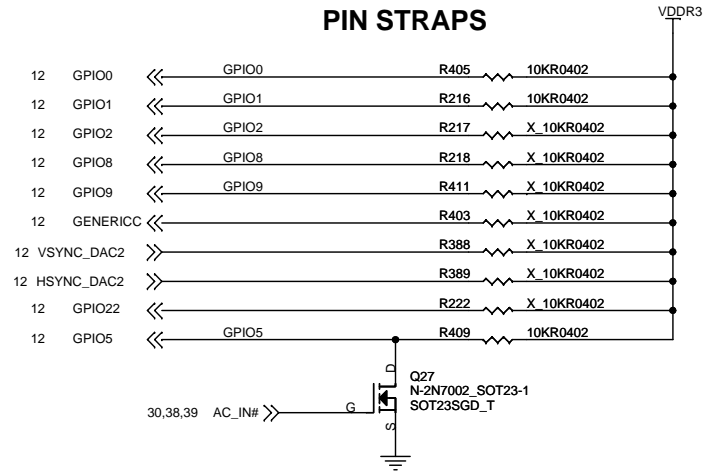 PIN STRAPS
VDDR3
12 GPIO0 GPIO0 R405 10KR0402
12 GPIO1 GPIO1 R216 10KR0402
12 GPIO2 GPIO2 R217 X_10KR0402
12 GPIO8 GPIO8 R218 X_10KR0402
12 GPIO9 GPIO9 R411 X_10KR0402
12 GENERICC R403 X_10KR0402
12 VSYNC_DAC2 R388 X_10KR0402
12 HSYNC_DAC2 R389 X_10KR0402
12 GPIO22 R222 X_10KR0402
12 GPIO5 GPIO5 R409 10KR0402
D
Q27
N-2N7002_SOT23-1
SOT23SGD_T
30,38,39 AC_IN# G
S